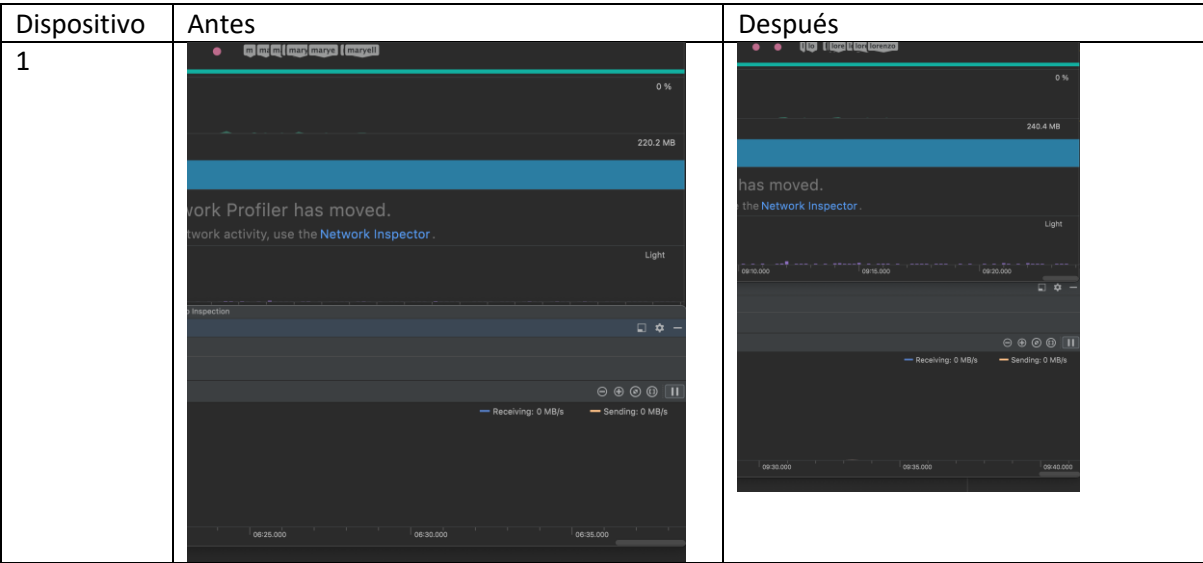 Dispositivo
Antes
Después
1
m ma m mary marye maryell
0 %
220.2 MB
work Profiler has moved.
twork activity, use the Network Inspector.
Light
Inspection
Receiving: 0 MB/s
Sending: 0 MB/s
06:25.000
06:30.000
06:35.000
lo lore lorenzo
0 %
240.4 MB
has moved.
the Network Inspector.
Light
09:10.000
09:15.000
09:20.000
Receiving: 0 MB/s
Sending: 0 MB/s
09:30.000
09:35.000
09:40.000